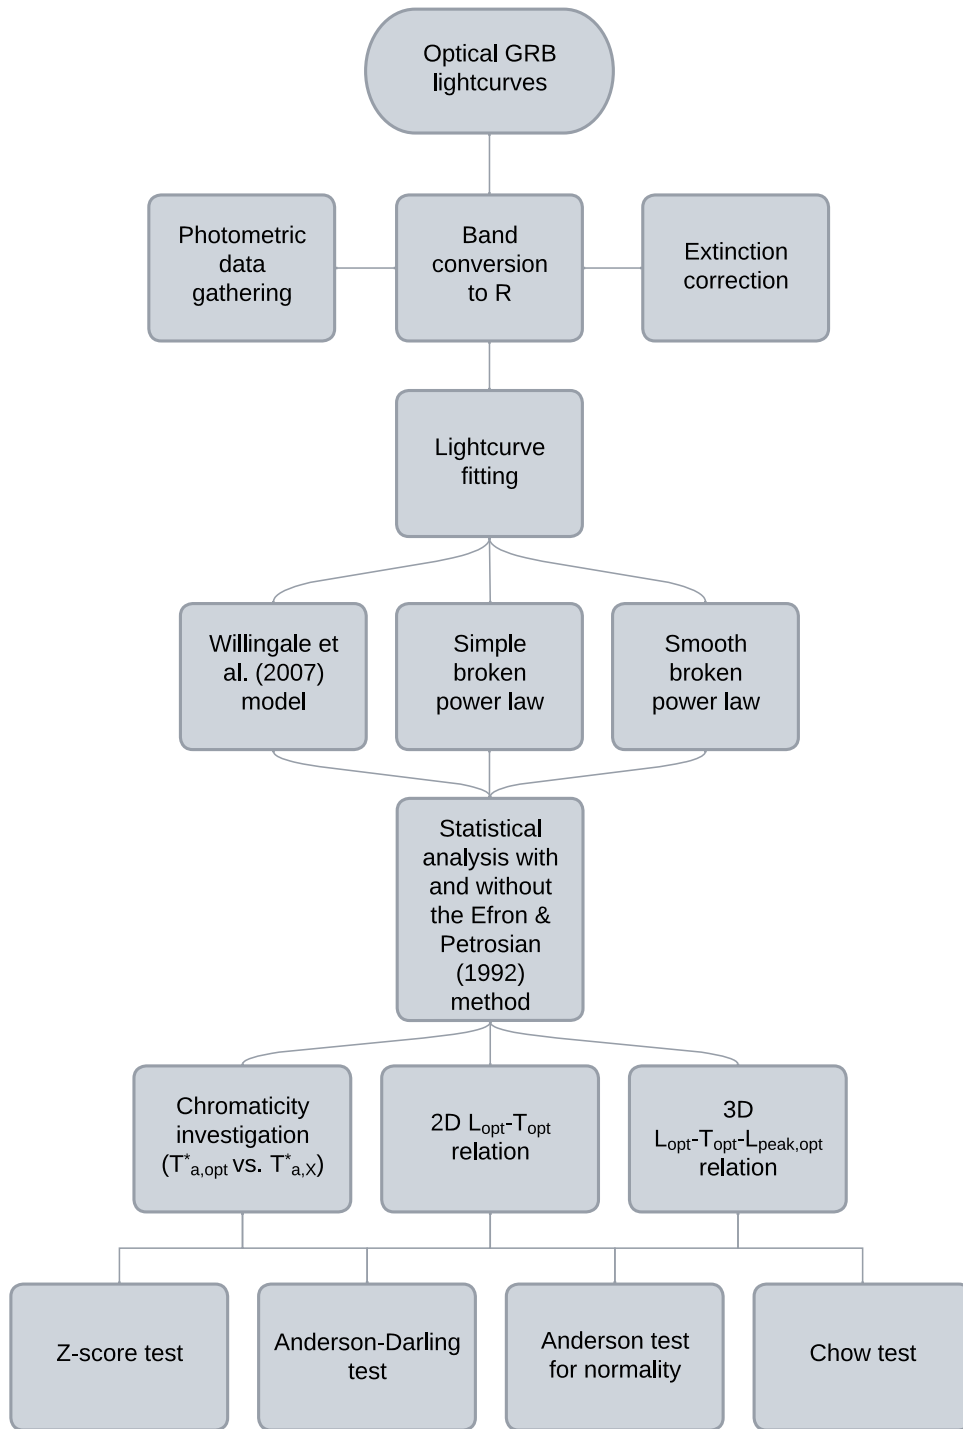 Optical GRB
lightcurves
Photometric
data
gathering
Band
conversion
to R
Extinction
correction
Lightcurve
fitting
Willingale et
al. (2007)
model
Simple
broken
power law
Smooth
broken
power law
Statistical
analysis with
and without
the Efron &
Petrosian
(1992)
method
Chromaticity
investigation
(T*a,opt vs. T*a,X)
2D Lopt-Topt
relation
3D
Lopt-Topt-Lpeak,opt
relation
Z-score test
Anderson-Darling
test
Anderson test
for normality
Chow test